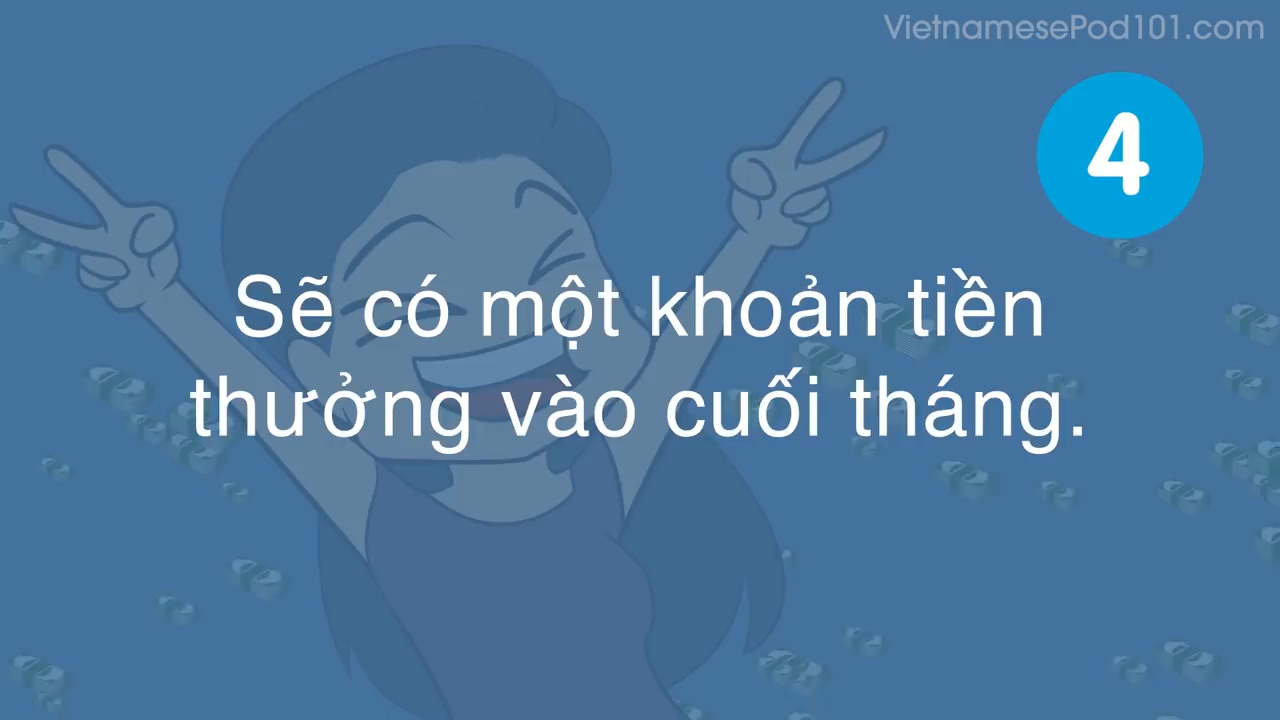 VietnamesePod101.com
4
Sẽ có một khoản tiền
thưởng vào cuối tháng.